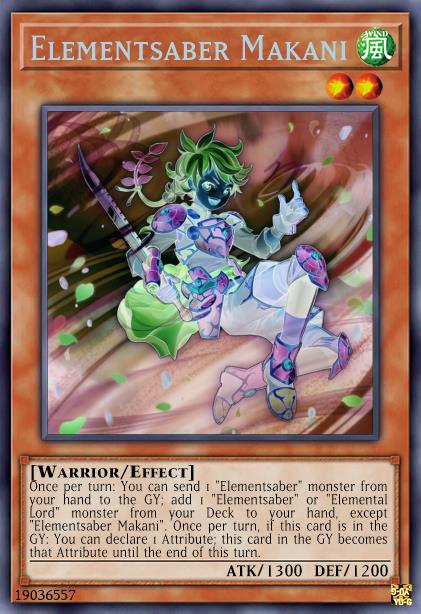 Elementsaber Makani
WIND
風
[Warrior/Effect]
Once per turn: You can send 1 "Elementsaber" monster from
your hand to the GY; add 1 "Elementsaber" or "Elemental
Lord" monster from your Deck to your hand, except
"Elementsaber Makani". Once per turn, if this card is in the
GY: You can declare 1 Attribute; this card in the GY becomes
that Attribute until the end of this turn.
ATK/1300 DEF/1200
19036557